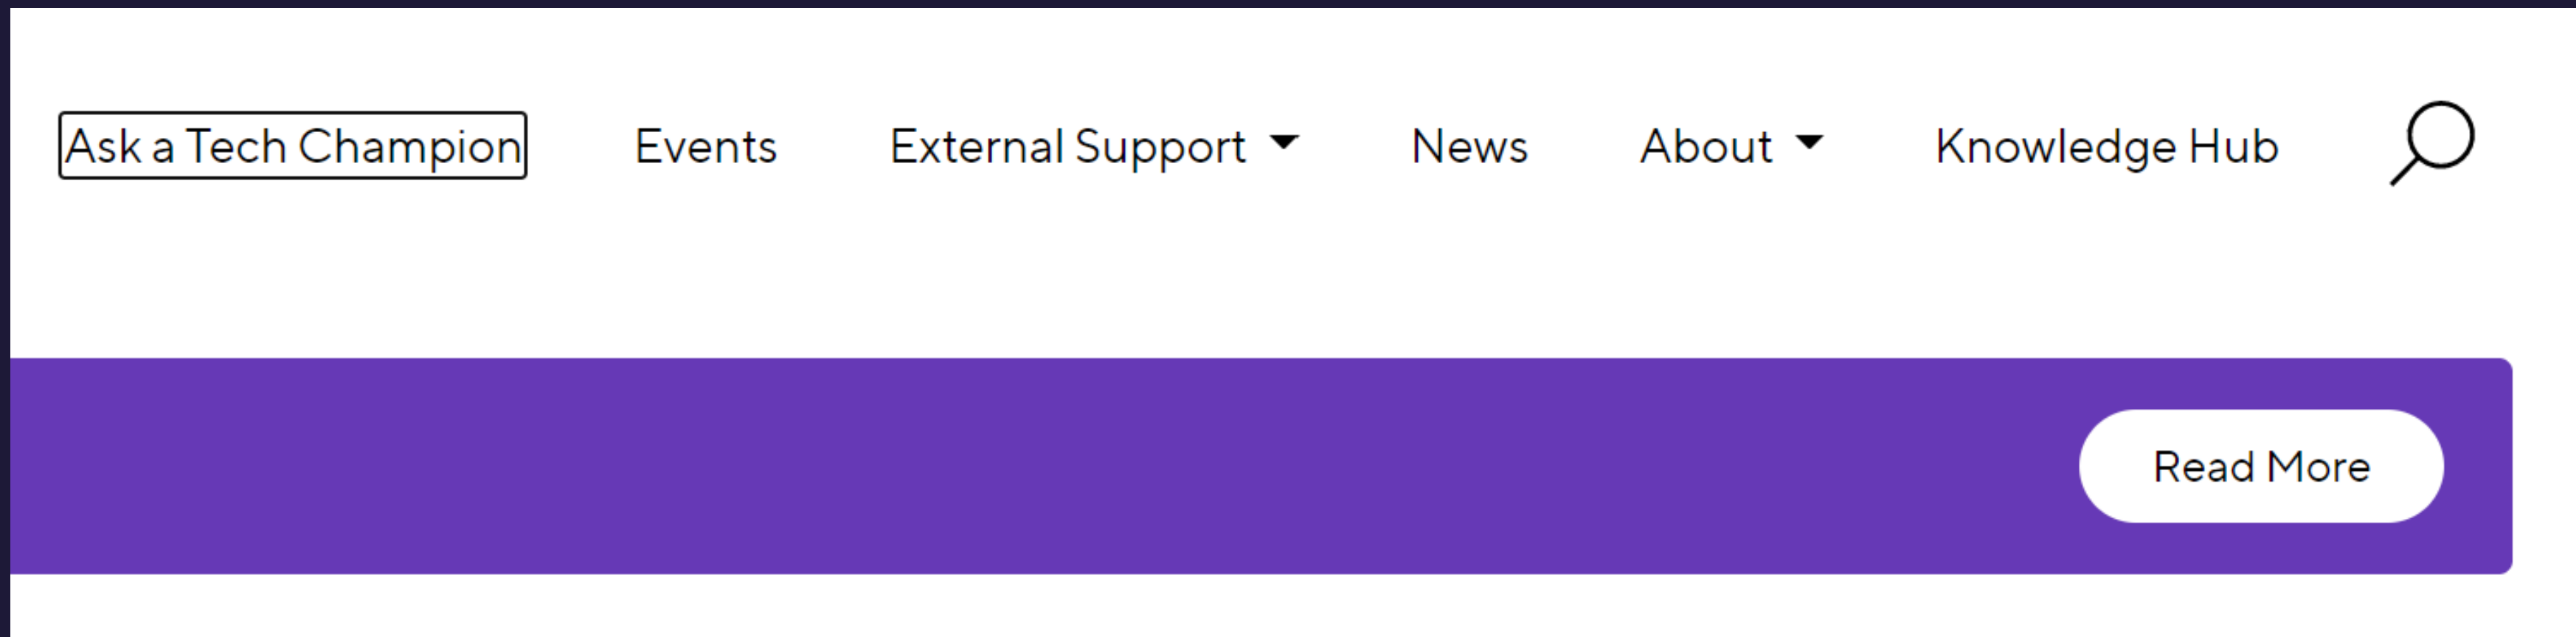 Ask a Tech Champion Events External Support News About Knowledge Hub
Read More